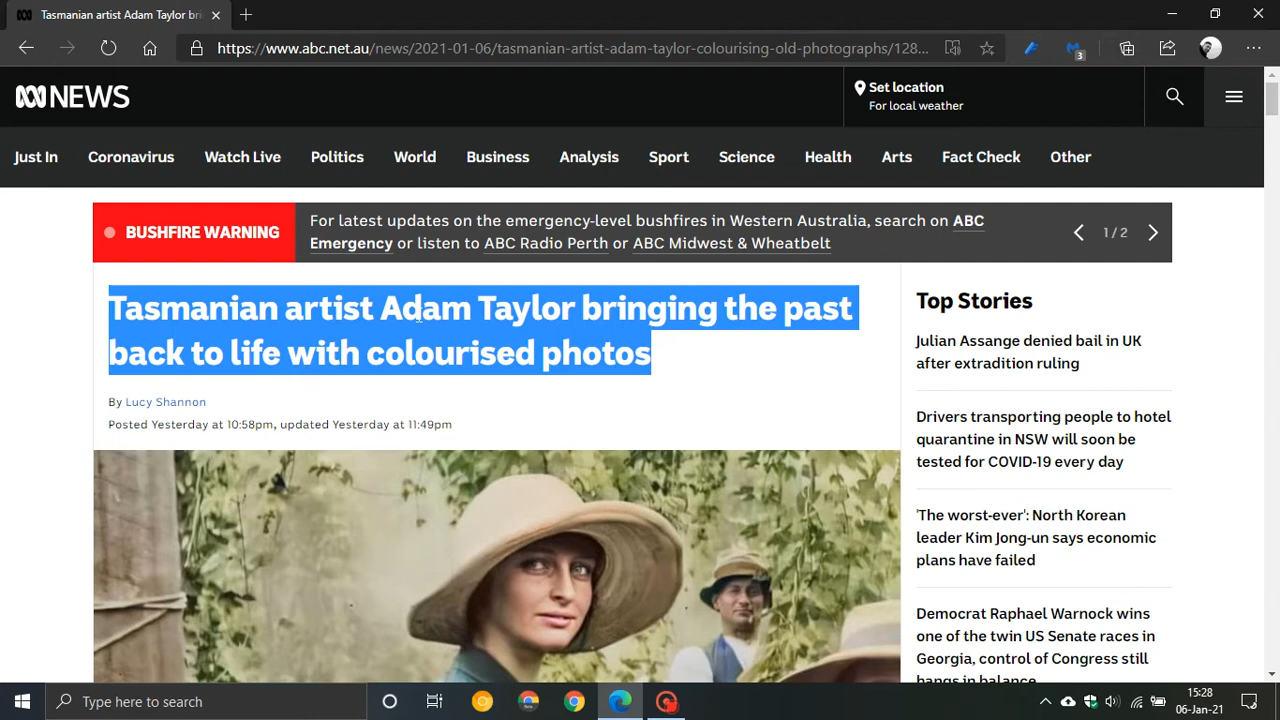 Tasmanian artist Adam Taylor bri
https://www.abc.net.au/news/2021-01-06/tasmanian-artist-adam-taylor-colourising-old-photographs/128...
3
NEWS
Set location
For local weather
Just In Coronavirus Watch Live Politics World Business Analysis Sport Science Health Arts Fact Check Other
BUSHFIRE WARNING
For latest updates on the emergency-level bushfires in Western Australia, search on ABC
Emergency or listen to ABC Radio Perth or ABC Midwest & Wheatbelt
1 / 2
Tasmanian artist Adam Taylor bringing the past
back to life with colourised photos
By Lucy Shannon
Posted Yesterday at 10:58pm, updated Yesterday at 11:49pm
Top Stories
Julian Assange denied bail in UK
after extradition ruling
Drivers transporting people to hotel
quarantine in NSW will soon be
tested for COVID-19 every day
'The worst-ever': North Korean
leader Kim Jong-un says economic
plans have failed
Democrat Raphael Warnock wins
one of the twin US Senate races in
Georgia, control of Congress still
hangs in balance
Type here to search
15:28
06-Jan-21